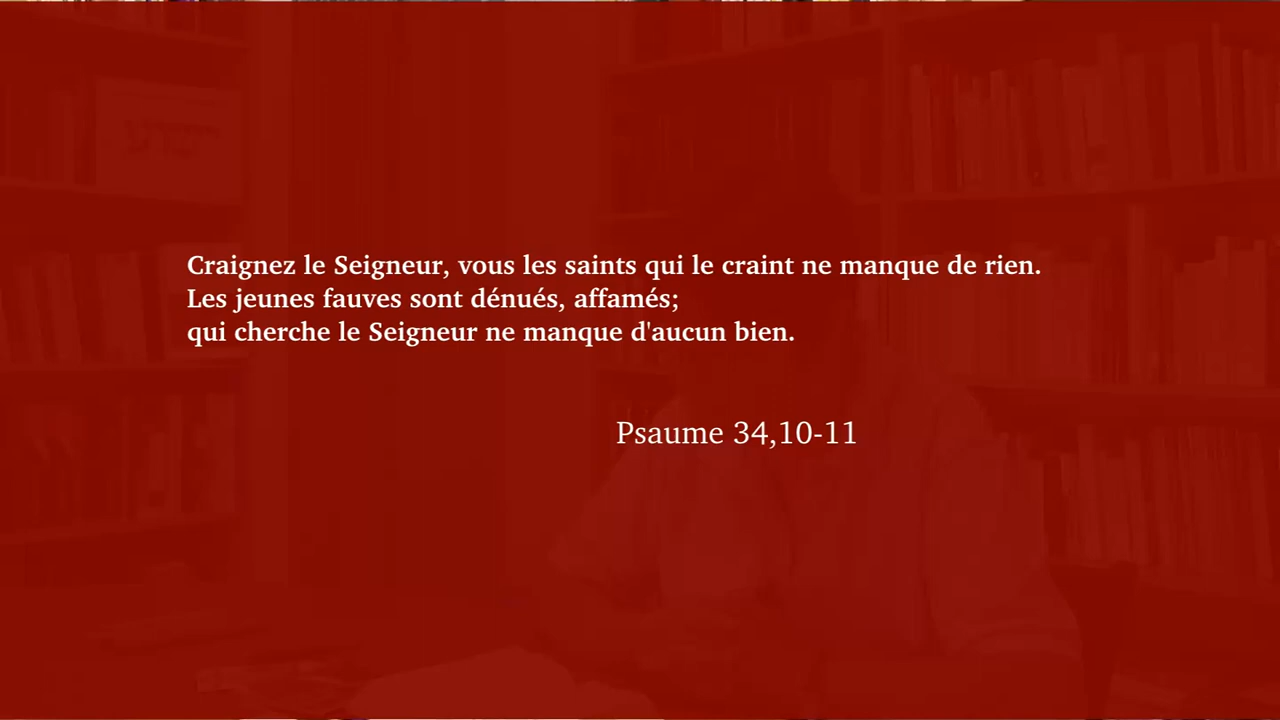 ישוע
Craignez le Seigneur, vous les saints qui le craint ne manque de rien.
Les jeunes fauves sont dénués, affamés;
qui cherche le Seigneur ne manque d'aucun bien.
Psaume 34,10-11